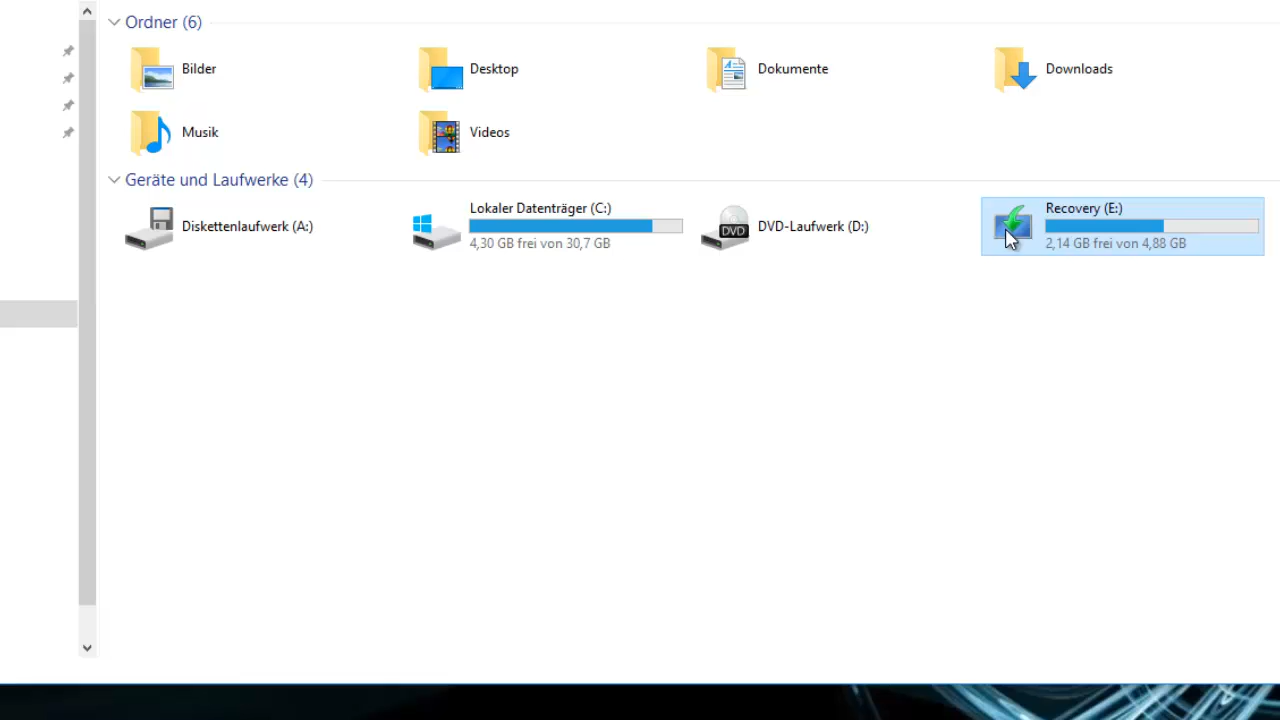 Ordner (6)
Bilder
Desktop
Dokumente
Downloads
Musik
Videos
Geräte und Laufwerke (4)
Diskettenlaufwerk (A:)
Lokaler Datenträger (C:)
4,30 GB frei von 30,7 GB
DVD
DVD-Laufwerk (D:)
Recovery (E:)
2,14 GB frei von 4,88 GB